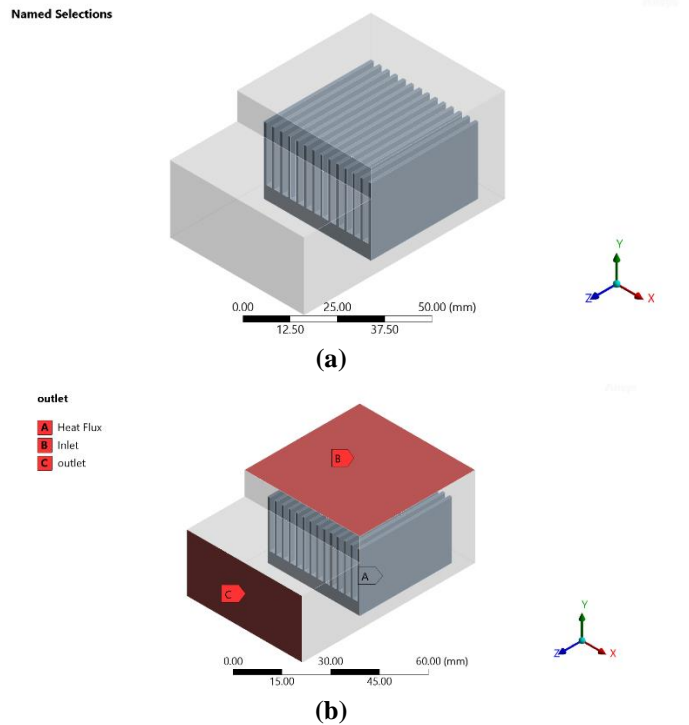 Named Selections
Y
Z
X
0.00 25.00 50.00 (mm)
12.50 37.50
(a)
outlet
A Heat Flux
B Inlet
C outlet
B
A
C
Y
Z
X
0.00 30.00 60.00 (mm)
15.00 45.00
(b)